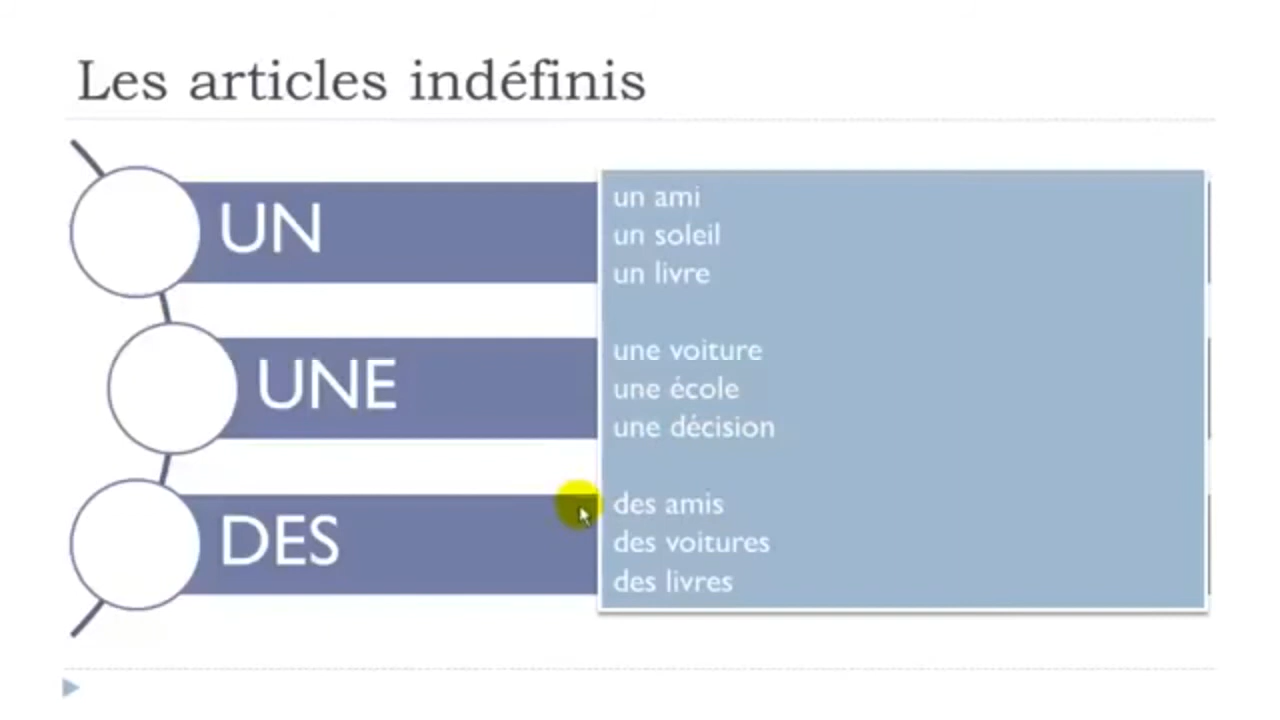 Les articles indéfinis
UN
UNE
DES
un ami
un soleil
un livre
une voiture
une école
une décision
des amis
des voitures
des livres